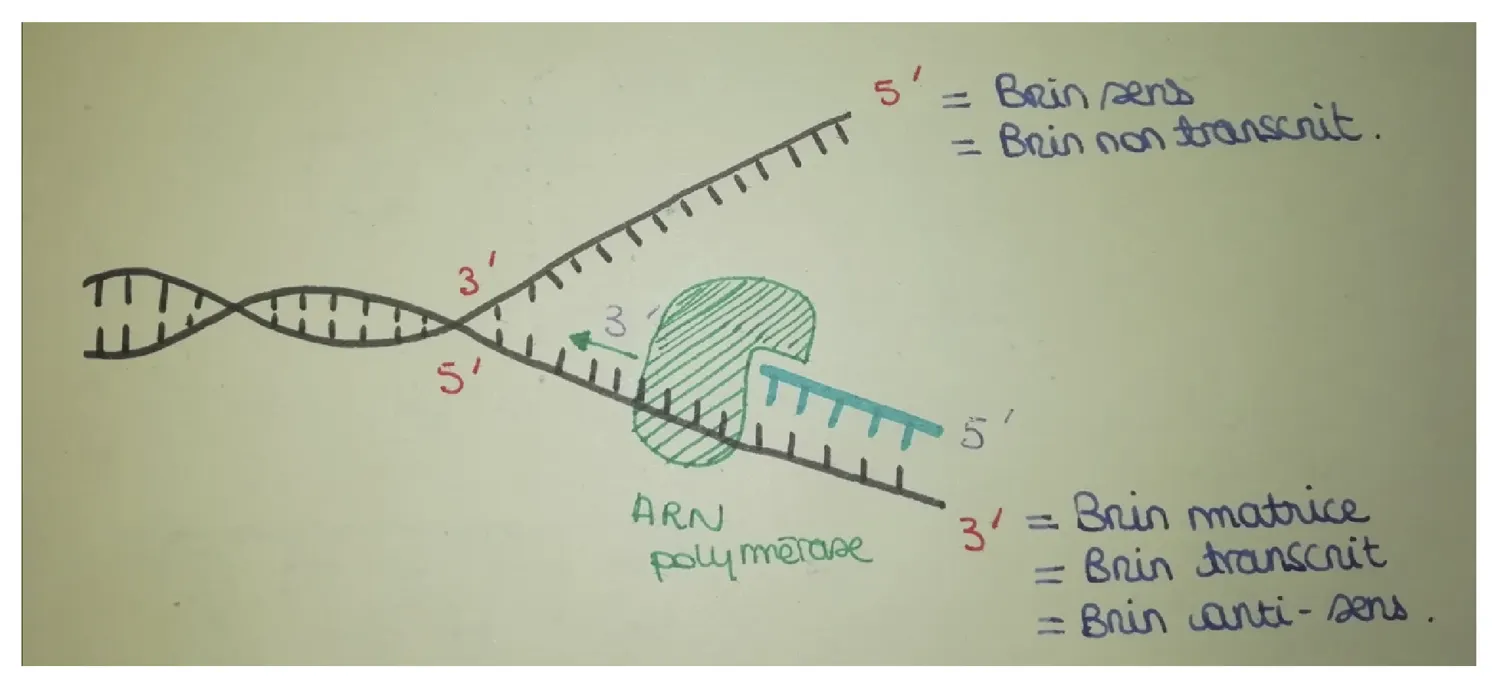 5' = Brin sens
= Brin non transcrit.
3'
3'
5'
5'
ARN
polymérase
3' = Brin matrice
= Brin transcrit
= Brin anti-sens.